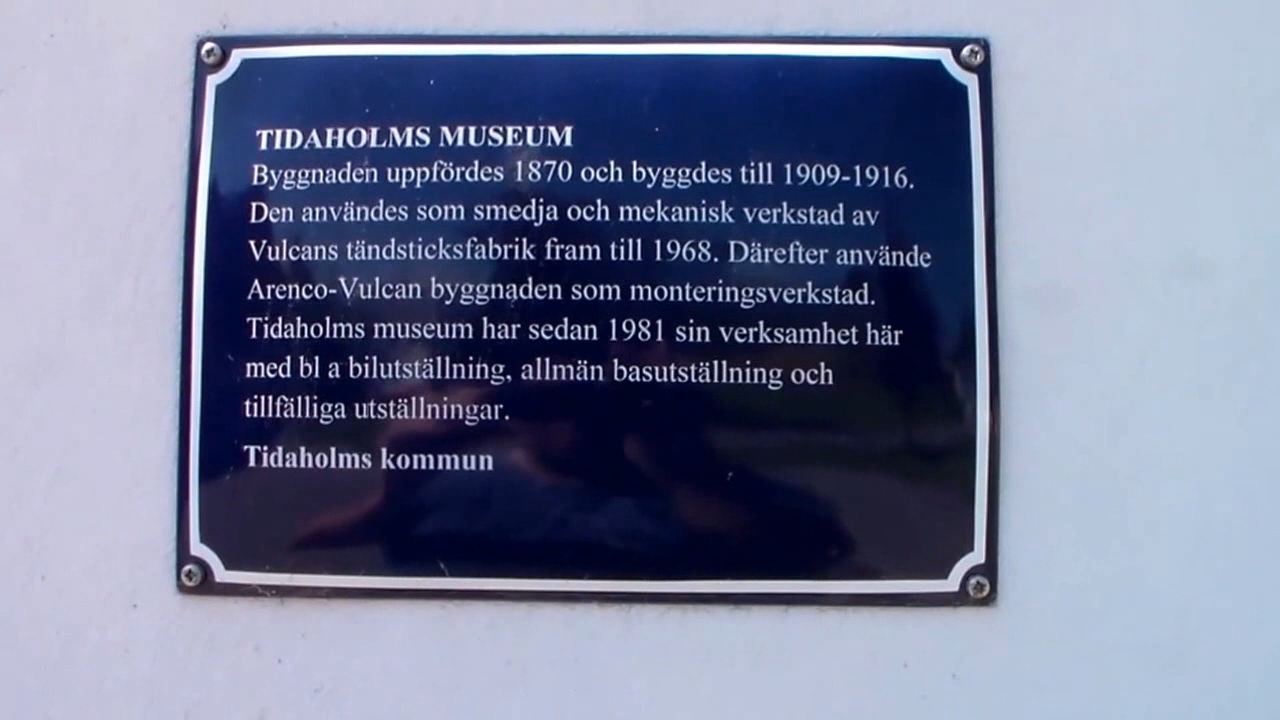 TIDAHOLMS MUSEUM
Byggnaden uppfördes 1870 och byggdes till 1909-1916.
Den användes som smedja och mekanisk verkstad av
Vulcans tändsticksfabrik fram till 1968. Därefter använde
Arenco-Vulcan byggnaden som monteringsverkstad.
Tidaholms museum har sedan 1981 sin verksamhet här
med bl a bilutställning, allmän basutställning och
tillfälliga utställningar.
Tidaholms kommun